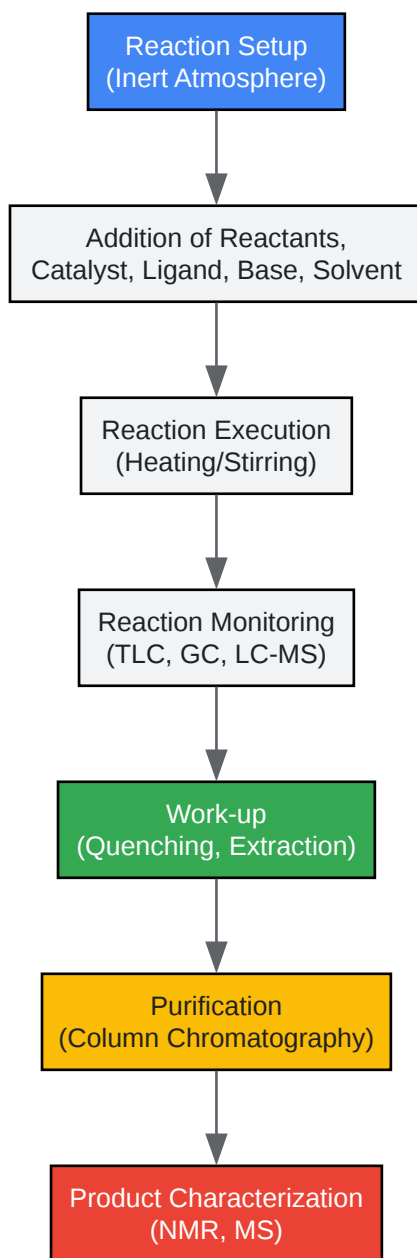 Reaction Setup
(Inert Atmosphere)
Addition of Reactants,
Catalyst, Ligand, Base, Solvent
Reaction Execution
(Heating/Stirring)
Reaction Monitoring
(TLC, GC, LC-MS)
Work-up
(Quenching, Extraction)
Purification
(Column Chromatography)
Product Characterization
(NMR, MS)